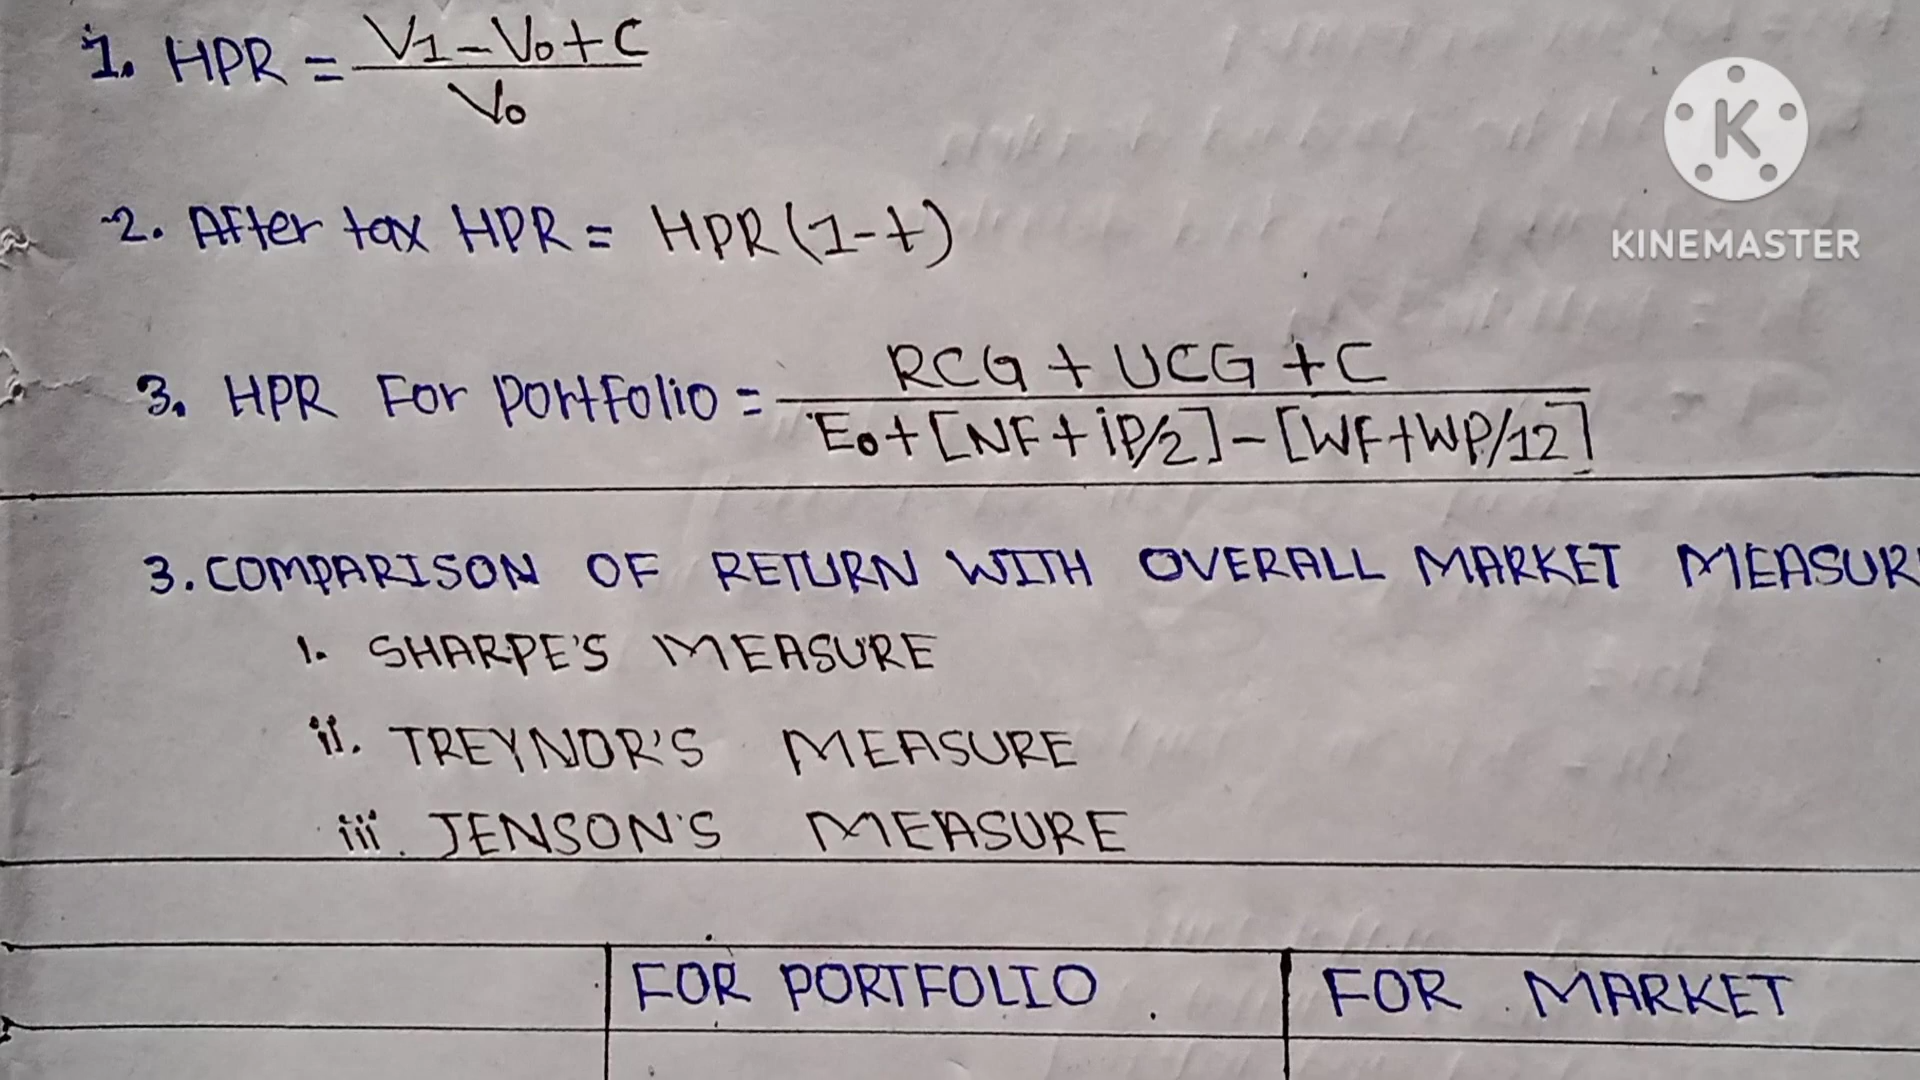 1. HPR = V1-V0+C / V0
K
KINEMASTER
2. After tax HPR = HPR (1-t)
3. HPR For Portfolio = RCG + UCG + C / E0 + [NF + iP/2] - [WF+WP/12]
3. COMPARISON OF RETURN WITH OVERALL MARKET MEASUR
i. SHARPE'S MEASURE
ii. TREYNOR'S MEASURE
iii. JENSON'S MEASURE
FOR PORTFOLIO FOR MARKET